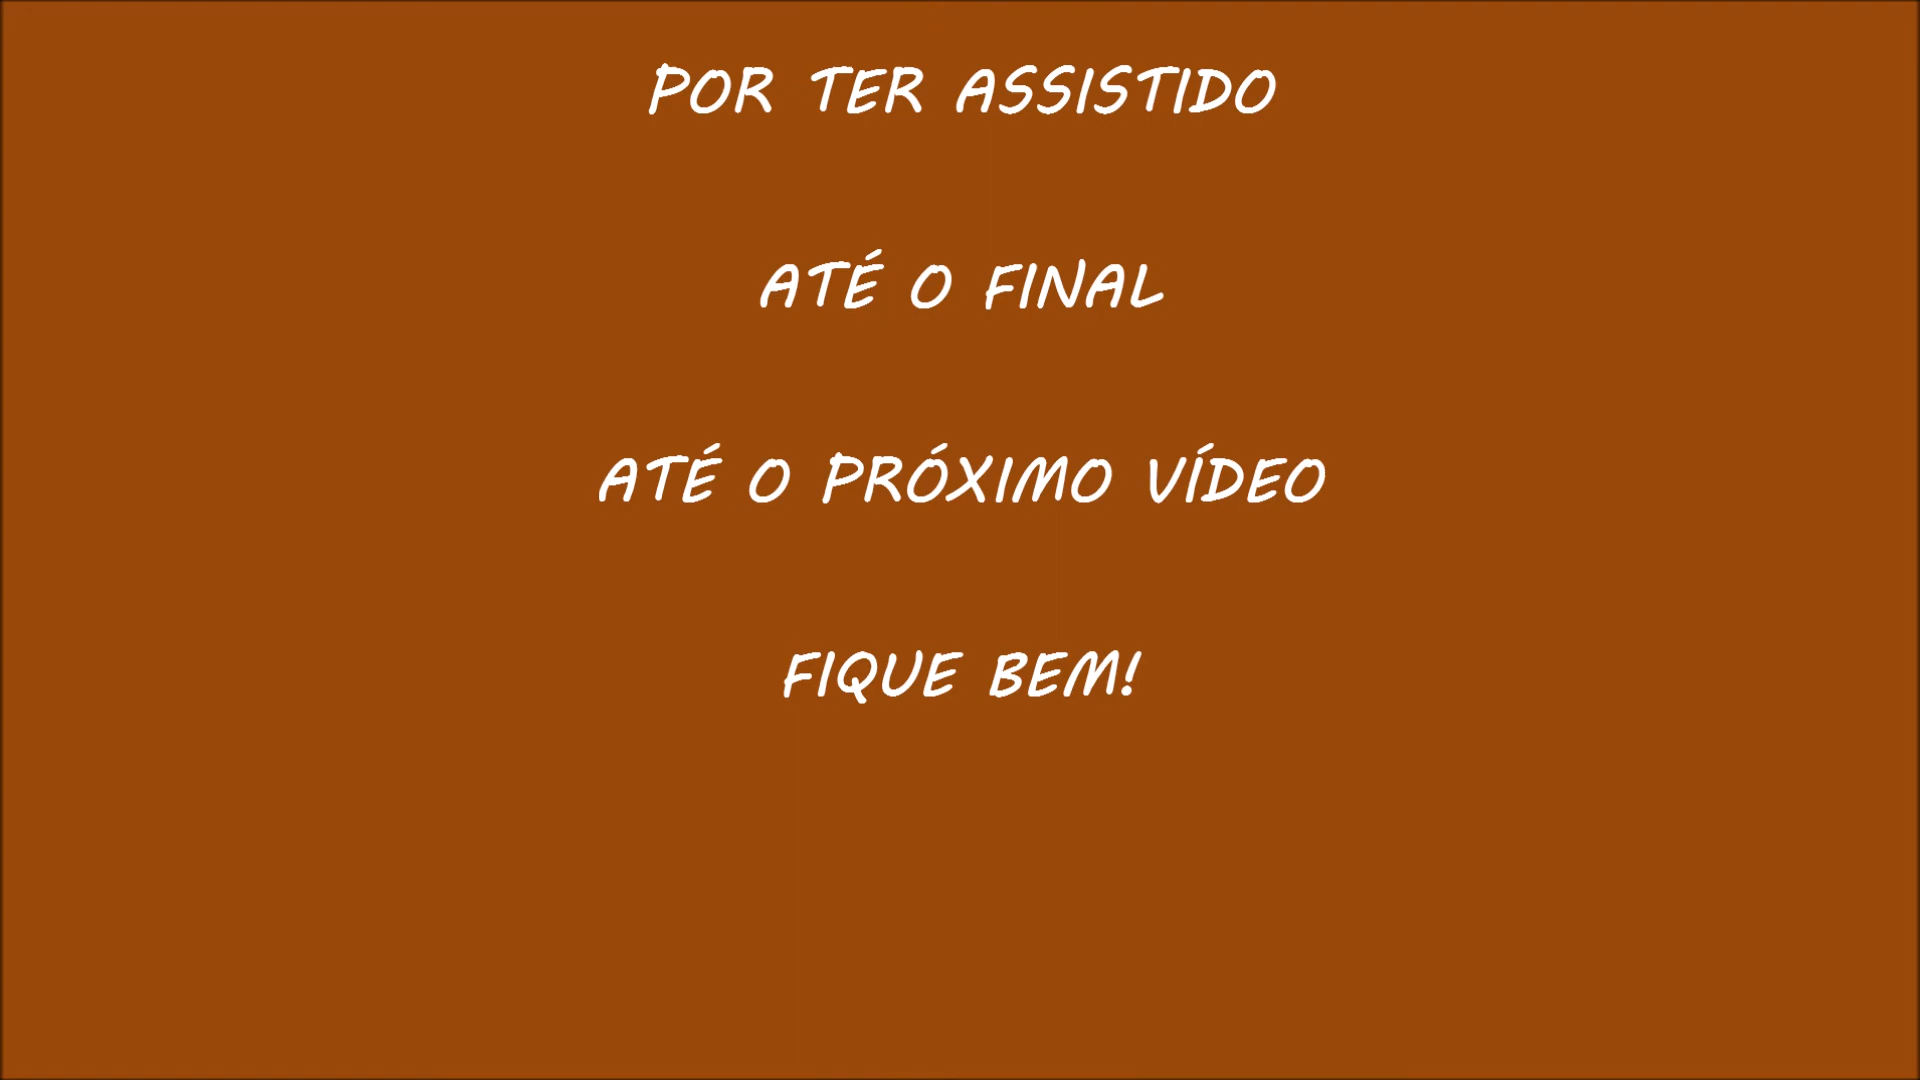 POR TER ASSISTIDO
ATÉ O FINAL
ATÉ O PRÓXIMO VÍDEO
FIQUE BEM!